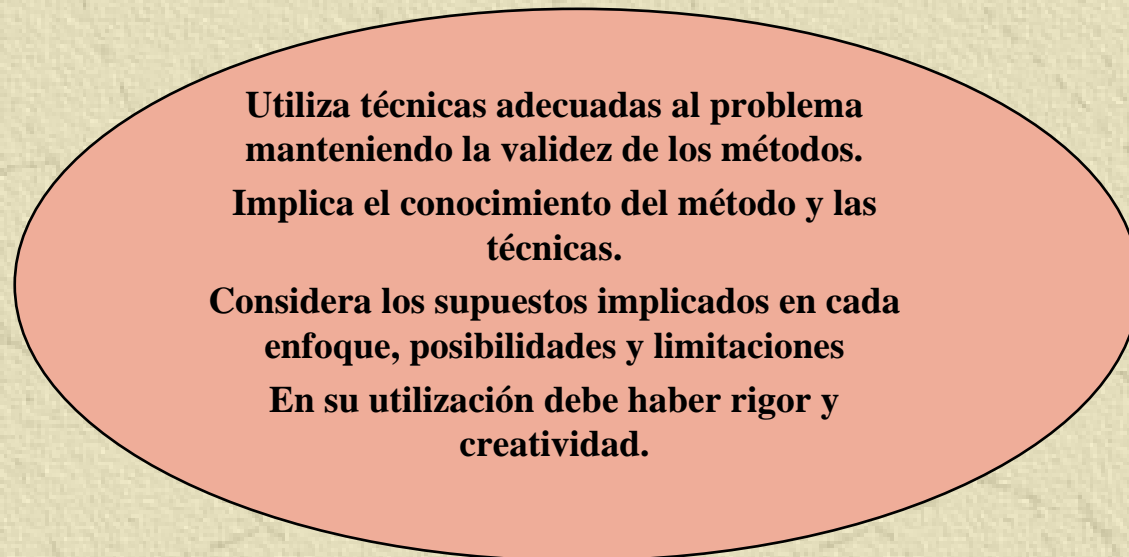 Utiliza técnicas adecuadas al problema
manteniendo la validez de los métodos.
Implica el conocimiento del método y las
técnicas.
Considera los supuestos implicados en cada
enfoque, posibilidades y limitaciones
En su utilización debe haber rigor y
creatividad.